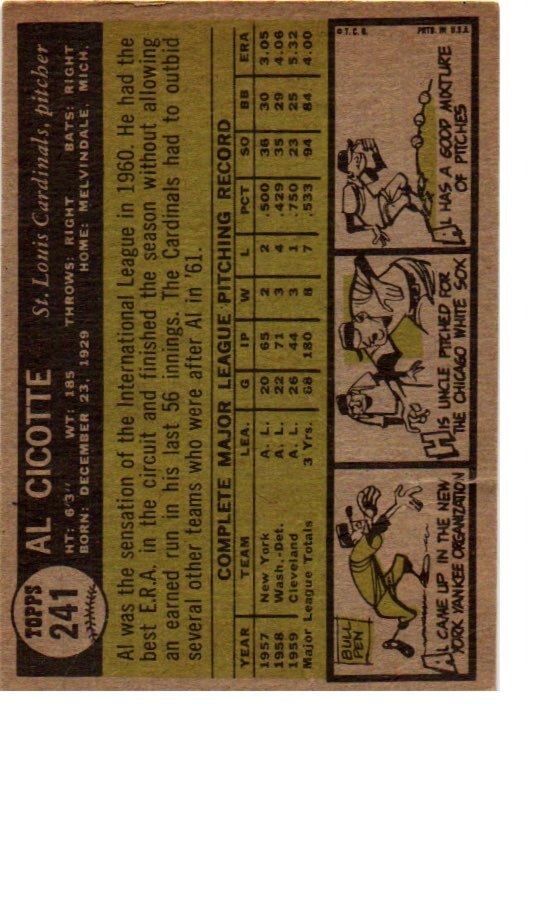 TOPPS
241
AL CICOTTE St. Louis Cardinals, pitcher
HT: 6'3" WT: 185 THROWS: RIGHT BATS: RIGHT
BORN: DECEMBER 23, 1929 HOME: MELVINDALE, MICH.
Al was the sensation of the International League in 1960. He had the
best E.R.A. in the circuit and finished the season without allowing
an earned run in his last 56 innings. The Cardinals had to outbid
several other teams who were after Al in '61.
COMPLETE MAJOR LEAGUE PITCHING RECORD
YEAR TEAM LEA. G IP W L PCT SO BB ERA
1957 New York A. L. 20 65 2 2 .500 36 30 3.05
1958 Wash.-Det. A. L. 22 71 3 4 .429 35 29 4.06
1959 Cleveland A. L. 26 44 3 1 .750 23 25 5.32
Major League Totals 3 Yrs. 68 180 8 7 .533 94 84 4.00
BULL
PEN
AL CAME UP IN THE NEW
YORK YANKEE ORGANIZATION
HIS UNCLE PITCHED FOR
THE CHICAGO WHITE SOX
© T. C. G. PRTD. IN U.S.A.
AL HAS A GOOD MIXTURE
OF PITCHES